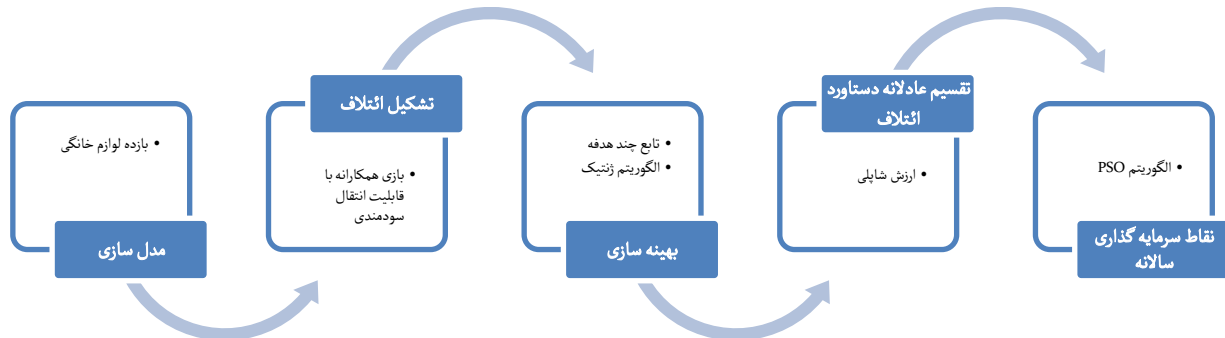 • بازده لوازم خانگی
مدل سازی
تشکیل ائتلاف
• بازی همکارانه با
قابلیت انتقال
سودمندی
• تابع چند هدفه
• الگوریتم ژنتیک
بهینه سازی
تقسیم عادلانه دستاورد
ائتلاف
• ارزش شاپلی
• الگوریتم PSO
نقاط سرمایه گذاری
سالانه